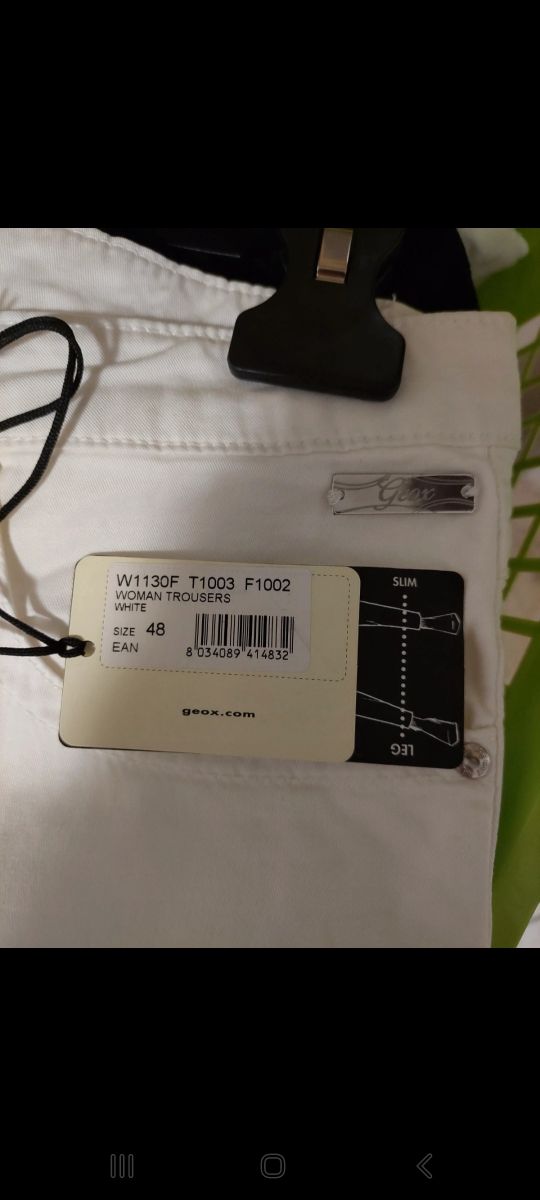 Geox
W1130F T1003 F1002
WOMAN TROUSERS
WHITE
SIZE 48
EAN
8 034089 414832
geox.com
SLIM
LEG